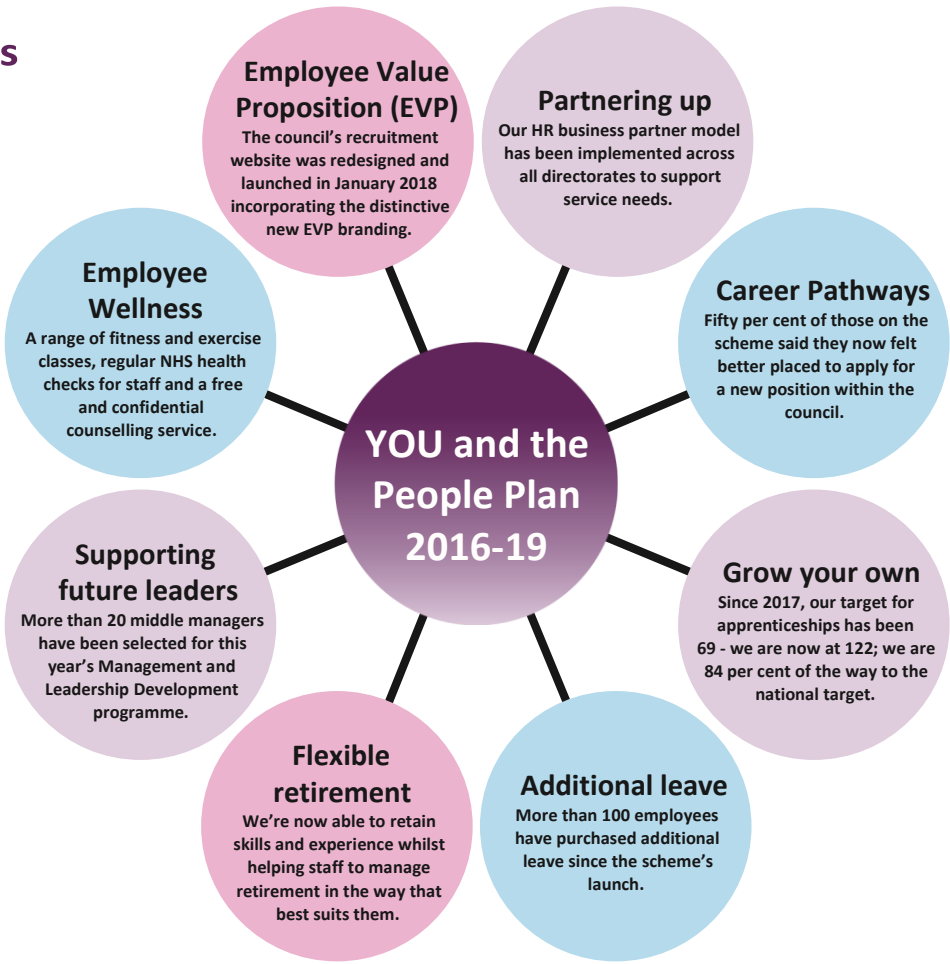 s
Employee Value
Proposition (EVP)
The council's recruitment
website was redesigned and
launched in January 2018
incorporating the distinctive
new EVP branding.
Partnering up
Our HR business partner model
has been implemented across
all directorates to support
service needs.
Employee
Wellness
A range of fitness and exercise
classes, regular NHS health
checks for staff and a free
and confidential
counselling service.
Career Pathways
Fifty per cent of those on the
scheme said they now felt
better placed to apply for
a new position within the
council.
YOU and the
People Plan
2016-19
Supporting
future leaders
More than 20 middle managers
have been selected for this
year's Management and
Leadership Development
programme.
Grow your own
Since 2017, our target for
apprenticeships has been
69 - we are now at 122; we are
84 per cent of the way to the
national target.
Flexible
retirement
We're now able to retain
skills and experience whilst
helping staff to manage
retirement in the way that
best suits them.
Additional leave
More than 100 employees
have purchased additional
leave since the scheme's
launch.